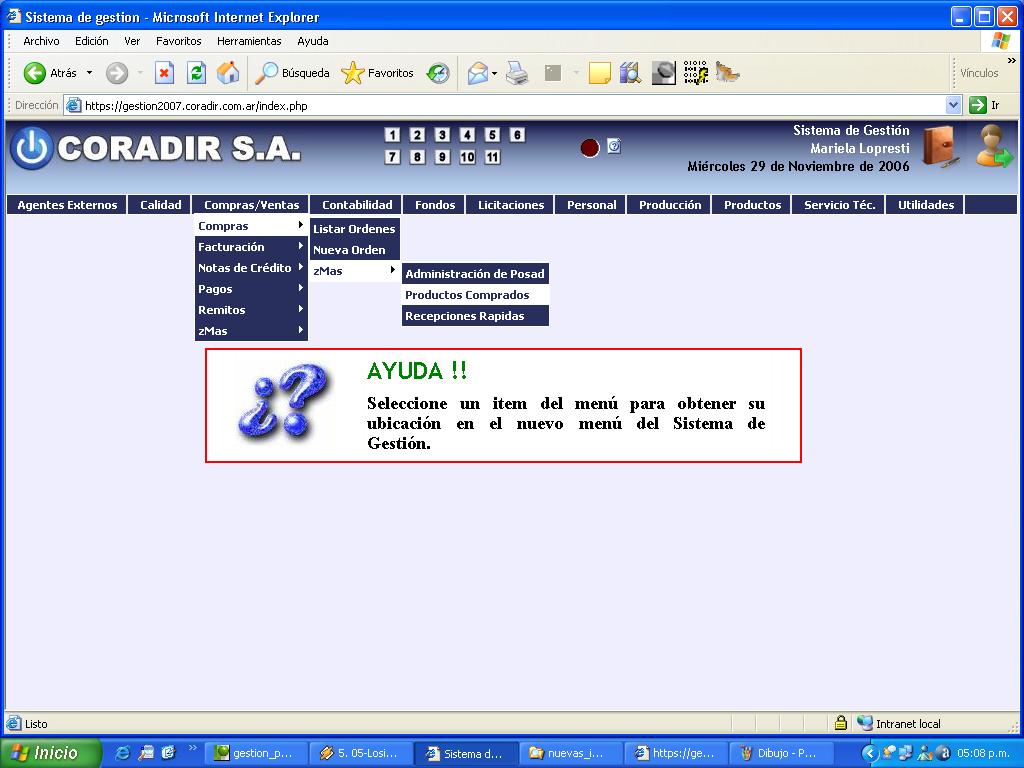 Sistema de gestion - Microsoft Internet Explorer
Archivo Edición Ver Favoritos Herramientas Ayuda
Atrás Búsqueda Favoritos Vínculos »
Dirección https://gestion2007.coradir.com.ar/index.php Ir
CORADIR S.A.
1 2 3 4 5 6
7 8 9 10 11
Sistema de Gestión
Mariela Lopresti
Miércoles 29 de Noviembre de 2006
Agentes Externos Calidad Compras/Ventas Contabilidad Fondos Licitaciones Personal Producción Productos Servicio Téc. Utilidades
Compras
Facturación
Notas de Crédito
Pagos
Remitos
zMas
Listar Ordenes
Nueva Orden
zMas
Administración de Posad
Productos Comprados
Recepciones Rapidas
¿?
AYUDA !!
Seleccione un item del menú para obtener su
ubicación en el nuevo menú del Sistema de
Gestión.
Listo Intranet local
Inicio » gestion_p... 5. 05-Losi... Sistema d... nuevas_i... https://ge... Dibujo - P... 05:08 p.m.